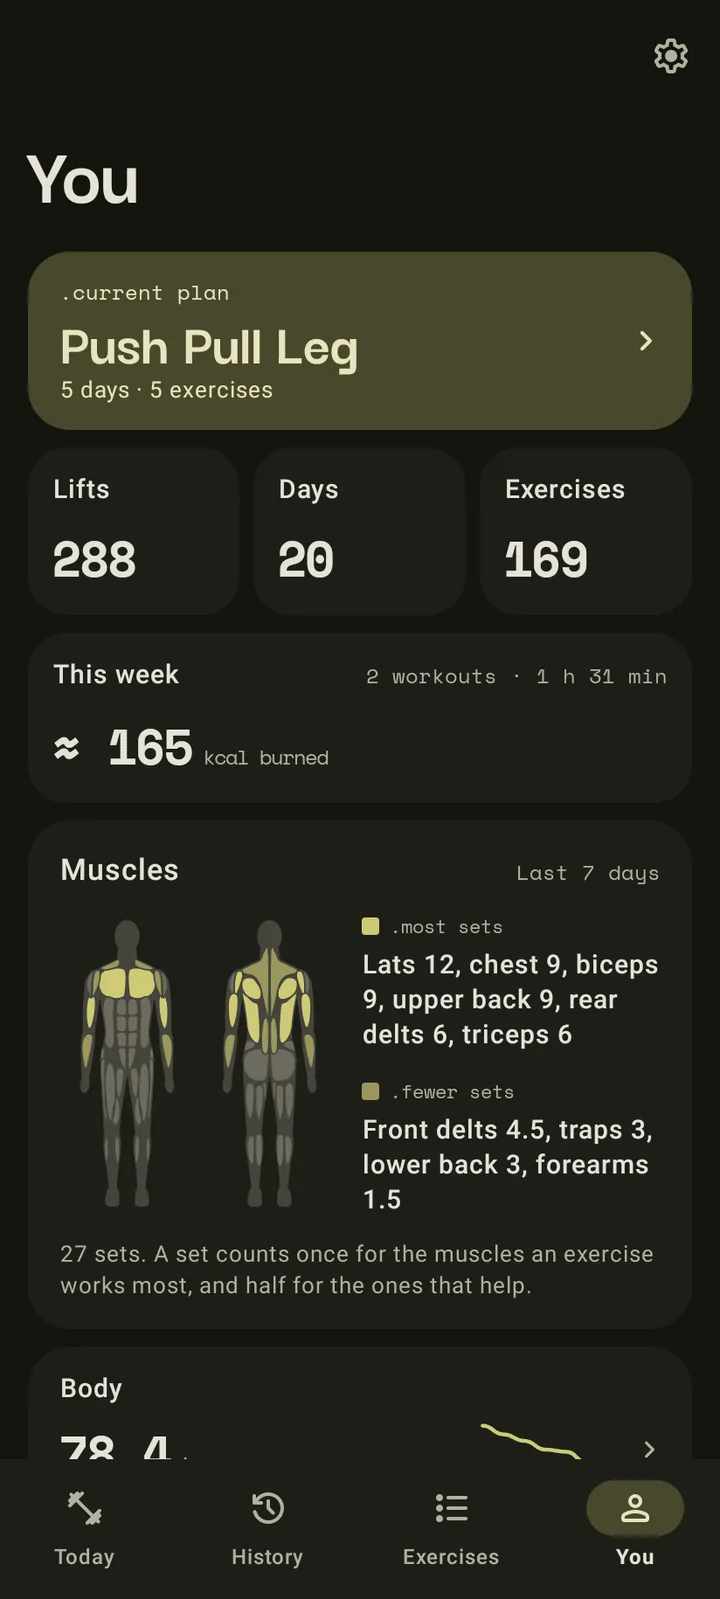 You
.current plan
Push Pull Leg
5 days · 5 exercises
Lifts
288
Days
20
Exercises
169
This week
2 workouts · 1 h 31 min
≈ 165 kcal burned
Muscles
Last 7 days
.most sets
Lats 12, chest 9, biceps
9, upper back 9, rear
delts 6, triceps 6
.fewer sets
Front delts 4.5, traps 3,
lower back 3, forearms
1.5
27 sets. A set counts once for the muscles an exercise
works most, and half for the ones that help.
Body
78.4
Today
History
Exercises
You